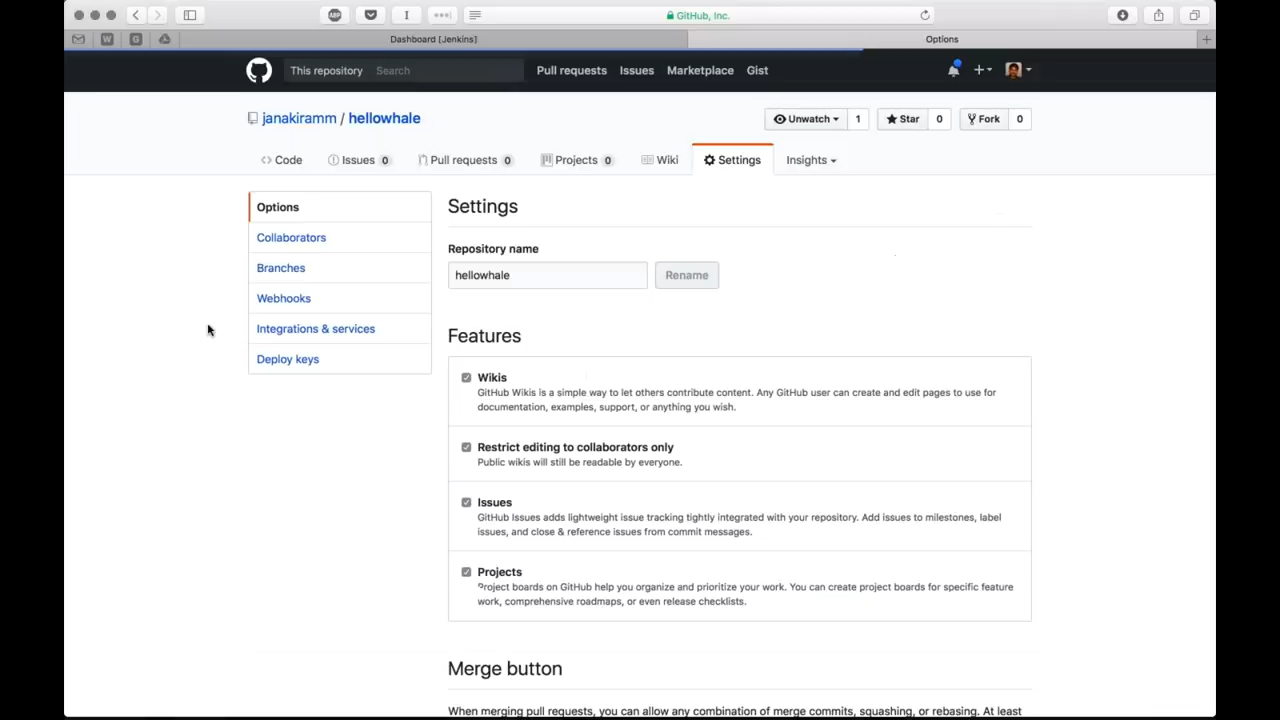 GitHub, Inc.
Dashboard [Jenkins]
Options
This repository Search
Pull requests Issues Marketplace Gist
janakiramm / hellowhale
Unwatch 1 Star 0 Fork 0
Code Issues 0 Pull requests 0 Projects 0 Wiki Settings Insights
Options
Collaborators
Branches
Webhooks
Integrations & services
Deploy keys
Settings
Repository name
hellowhale Rename
Features
Wikis
GitHub Wikis is a simple way to let others contribute content. Any GitHub user can create and edit pages to use for
documentation, examples, support, or anything you wish.
Restrict editing to collaborators only
Public wikis will still be readable by everyone.
Issues
GitHub Issues adds lightweight issue tracking tightly integrated with your repository. Add issues to milestones, label
issues, and close & reference issues from commit messages.
Projects
Project boards on GitHub help you organize and prioritize your work. You can create project boards for specific feature
work, comprehensive roadmaps, or even release checklists.
Merge button
When merging pull requests, you can allow any combination of merge commits, squashing, or rebasing. At least